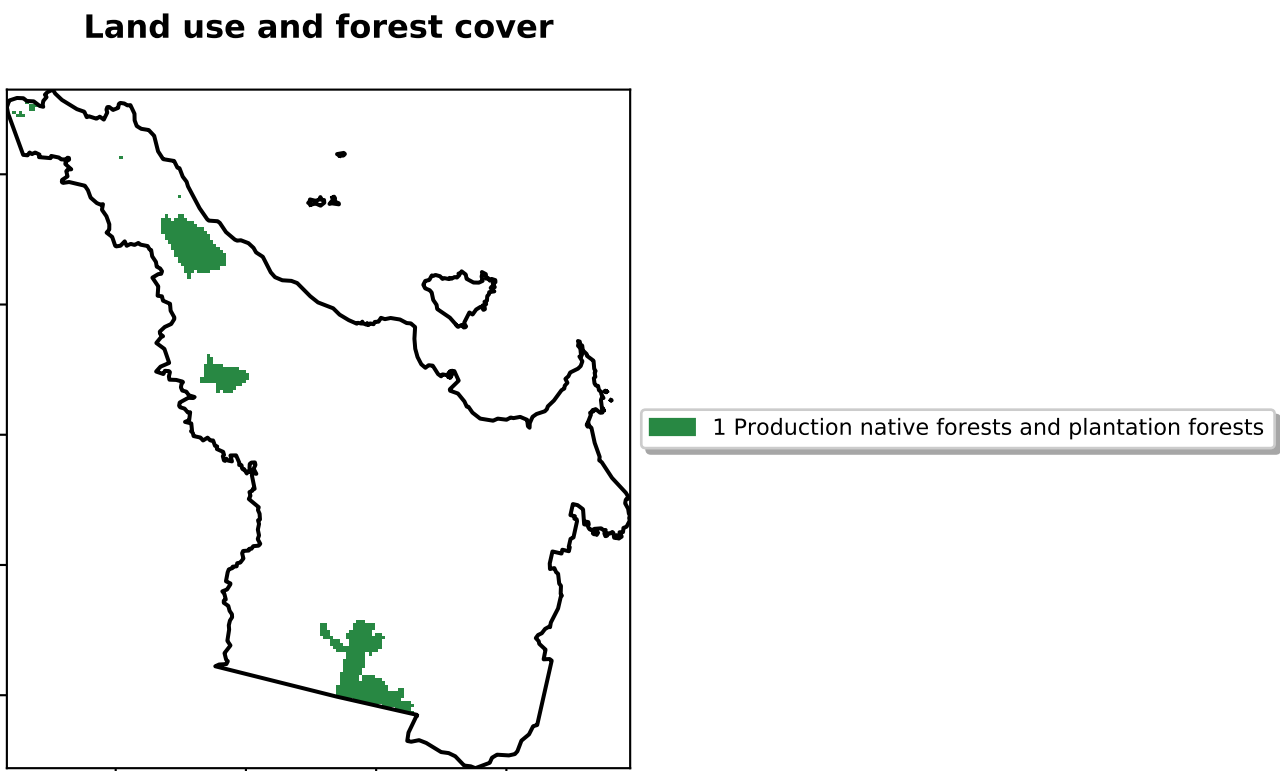 Land use and forest cover
1 Production native forests and plantation forests